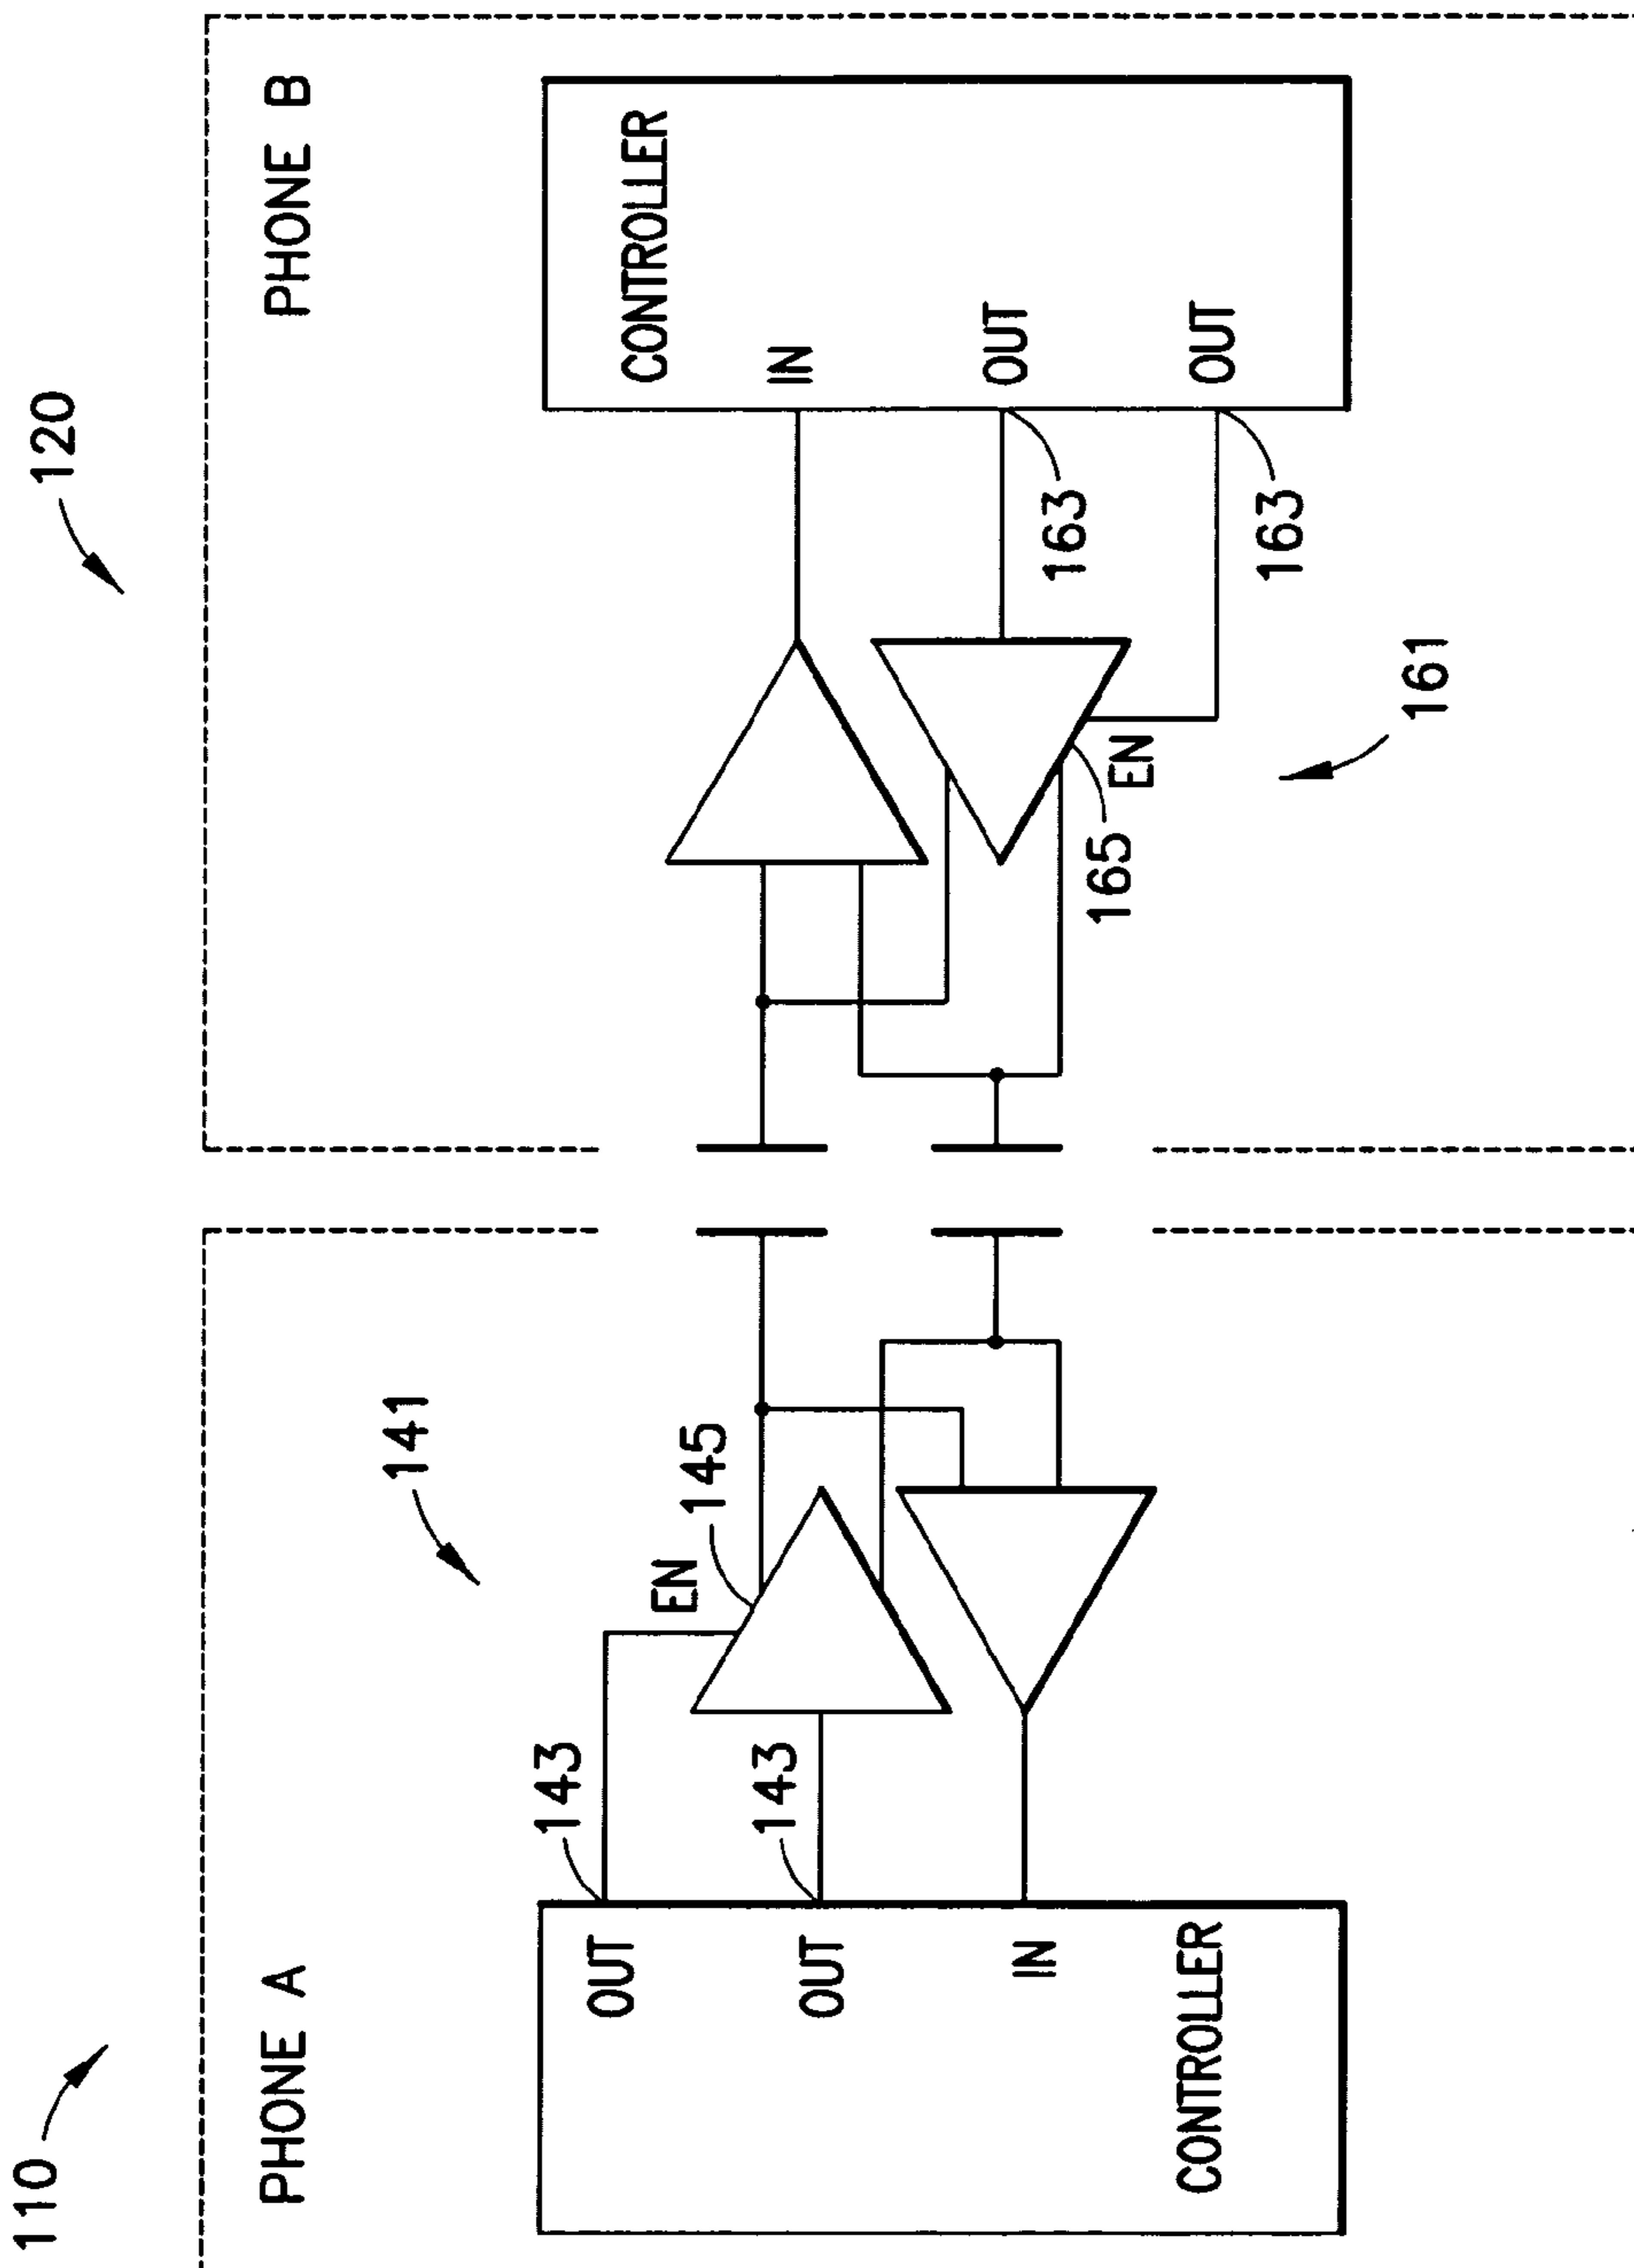 110
120
PHONE A
PHONE B
141
143
OUT
EN
145
143
OUT
IN
CONTROLLER
CONTROLLER
IN
OUT
163
OUT
163
EN
165
161